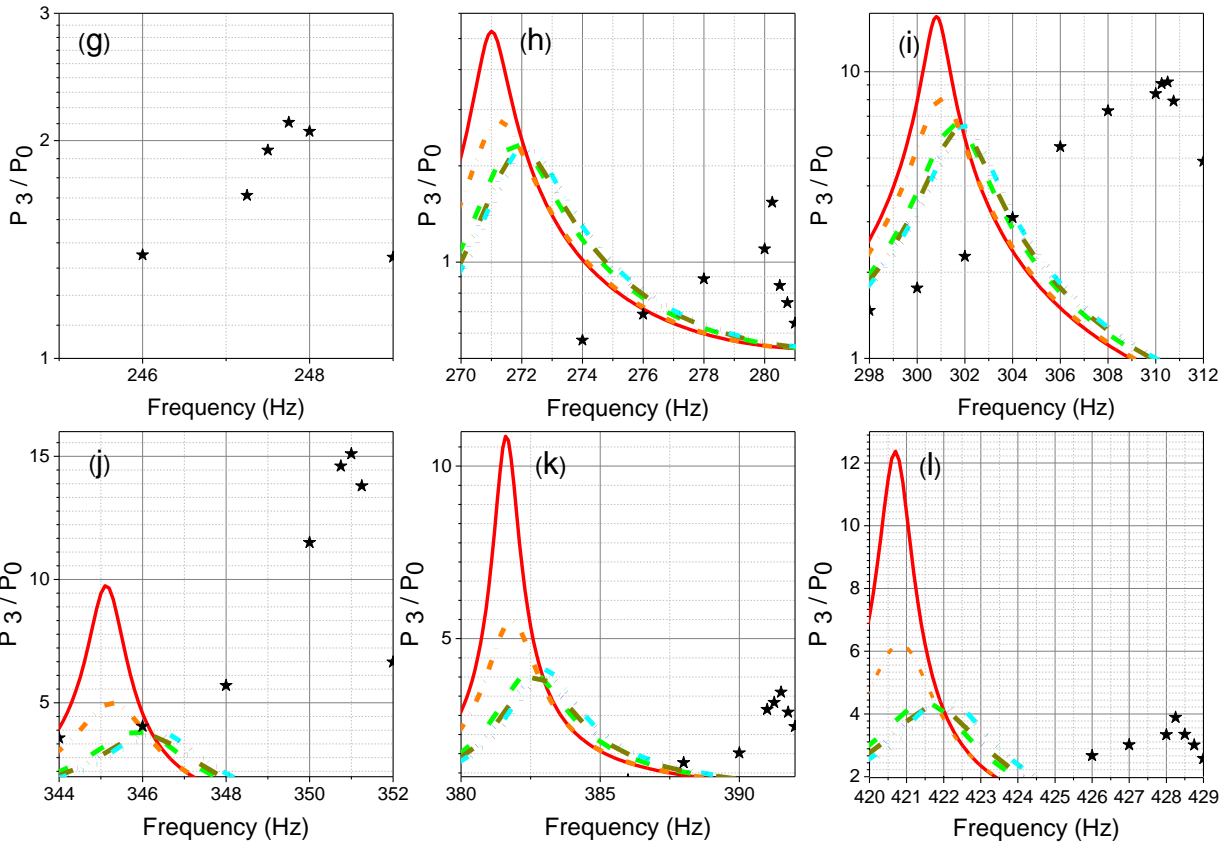 3
2
1
P 3 / P0
(g)
246
248
Frequency (Hz)
1
P 3 / P0
(h)
270
272
274
276
278
280
281
Frequency (Hz)
10
1
P 3 / P0
(i)
298
300
302
304
306
308
310
312
Frequency (Hz)
15
10
5
P 3 / P0
(j)
344
346
348
350
352
Frequency (Hz)
10
5
P 3 / P0
(k)
380
385
390
Frequency (Hz)
12
10
8
6
4
2
P 3 / P0
(l)
420
421
422
423
424
425
426
427
428
429
Frequency (Hz)